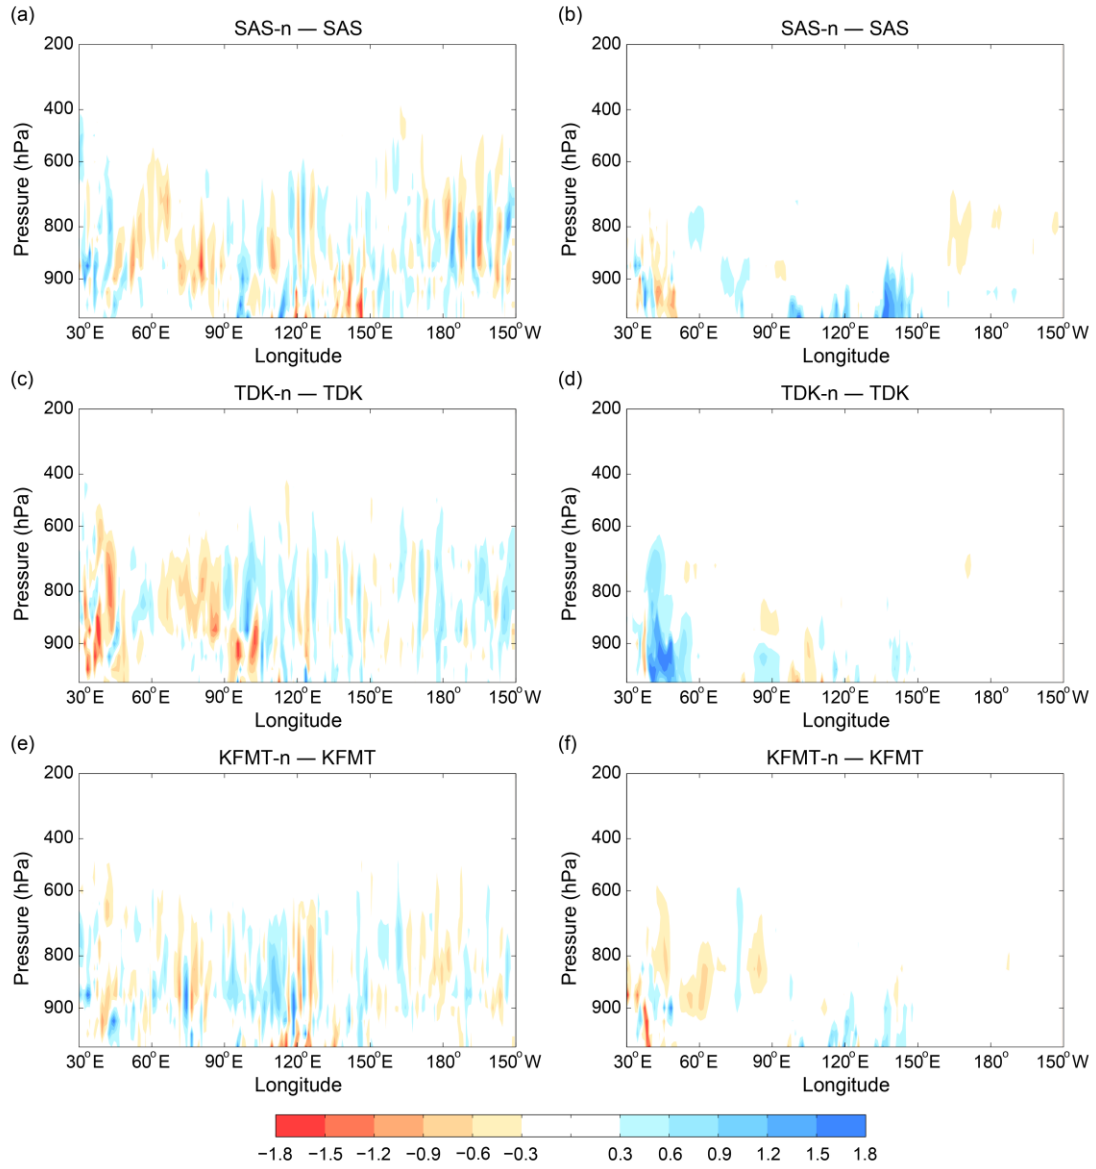 (a)
SAS-n — SAS
200
400
600
800
900
Pressure (hPa)
30°E 60°E 90°E 120°E 150°E 180° 150°W
Longitude
(b)
SAS-n — SAS
200
400
600
800
900
Pressure (hPa)
30°E 60°E 90°E 120°E 150°E 180° 150°W
Longitude
(c)
TDK-n — TDK
200
400
600
800
900
Pressure (hPa)
30°E 60°E 90°E 120°E 150°E 180° 150°W
Longitude
(d)
TDK-n — TDK
200
400
600
800
900
Pressure (hPa)
30°E 60°E 90°E 120°E 150°E 180° 150°W
Longitude
(e)
KFMT-n — KFMT
200
400
600
800
900
Pressure (hPa)
30°E 60°E 90°E 120°E 150°E 180° 150°W
Longitude
(f)
KFMT-n — KFMT
200
400
600
800
900
Pressure (hPa)
30°E 60°E 90°E 120°E 150°E 180° 150°W
Longitude
−1.8 −1.5 −1.2 −0.9 −0.6 −0.3 0.3 0.6 0.9 1.2 1.5 1.8